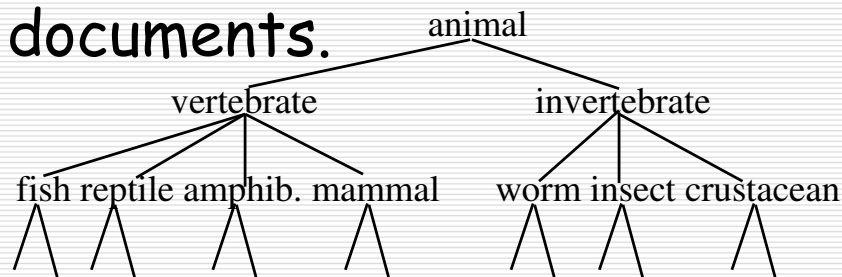 documents.
animal
vertebrate invertebrate
fish reptile amphib. mammal worm insect crustacean